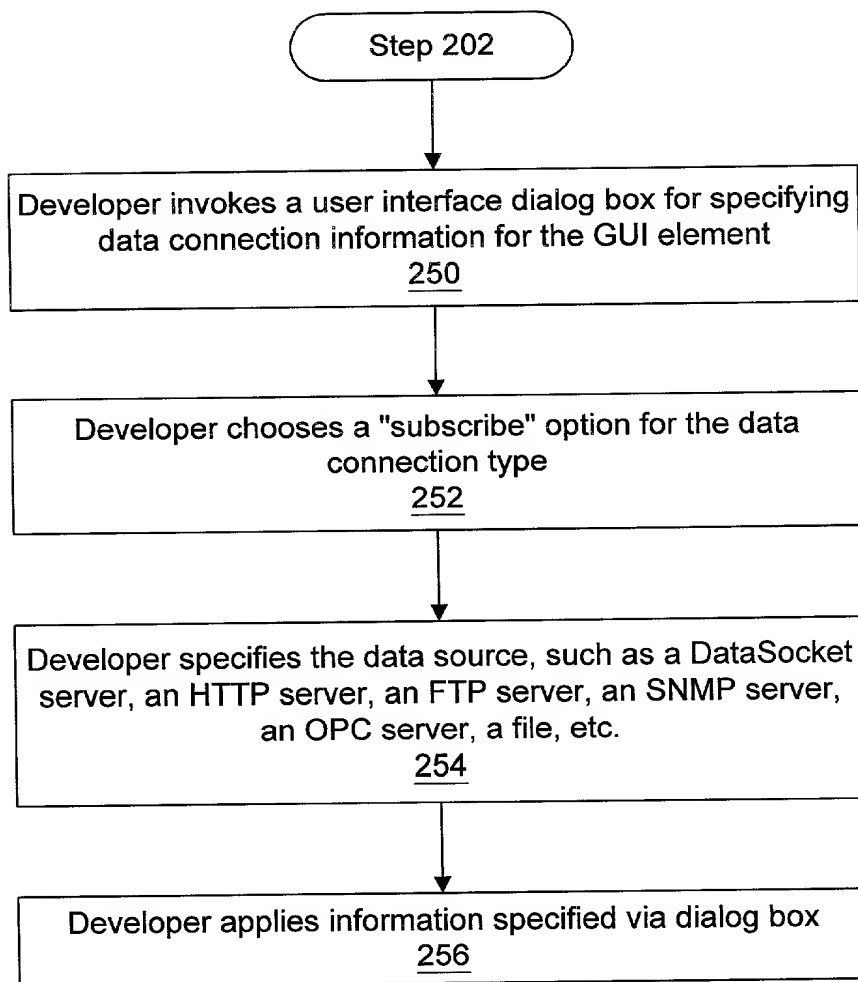 Step 202
Developer invokes a user interface dialog box for specifying
data connection information for the GUI element
250
Developer chooses a "subscribe" option for the data
connection type
252
Developer specifies the data source, such as a DataSocket
server, an HTTP server, an FTP server, an SNMP server,
an OPC server, a file, etc.
254
Developer applies information specified via dialog box
256